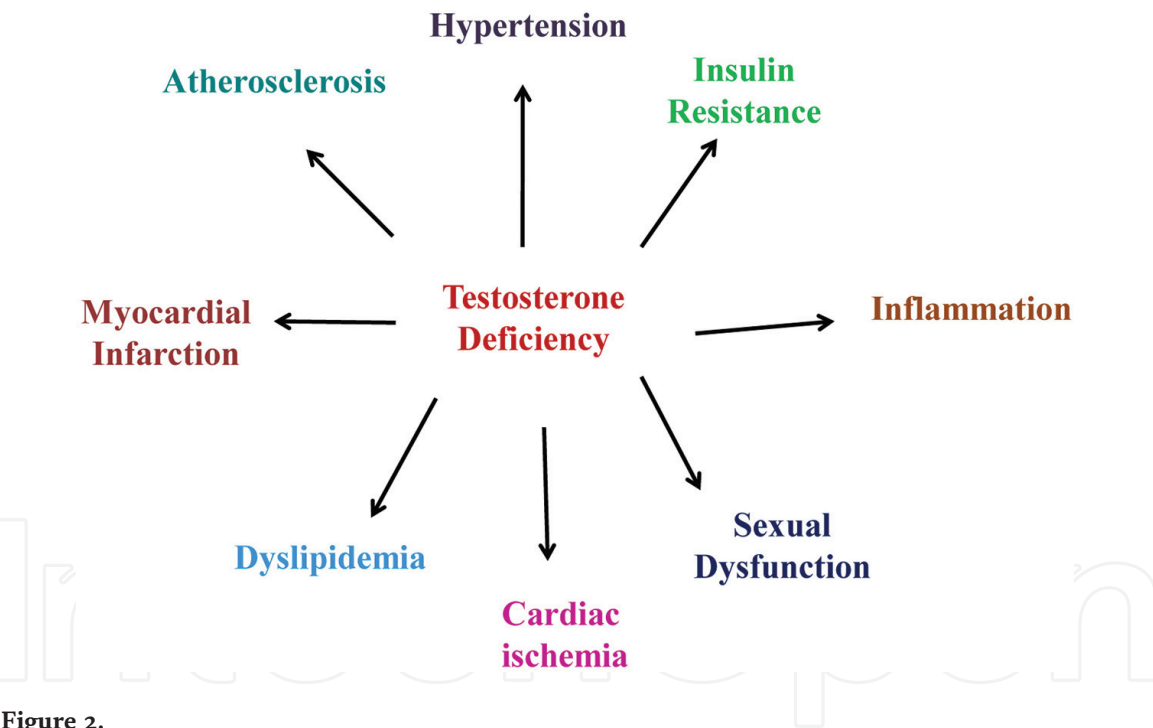 Hypertension
Atherosclerosis
Insulin
Resistance
Testosterone
Deficiency
Myocardial
Infarction
Inflammation
Dyslipidemia
Sexual
Dysfunction
Cardiac
ischemia
Figure 2.